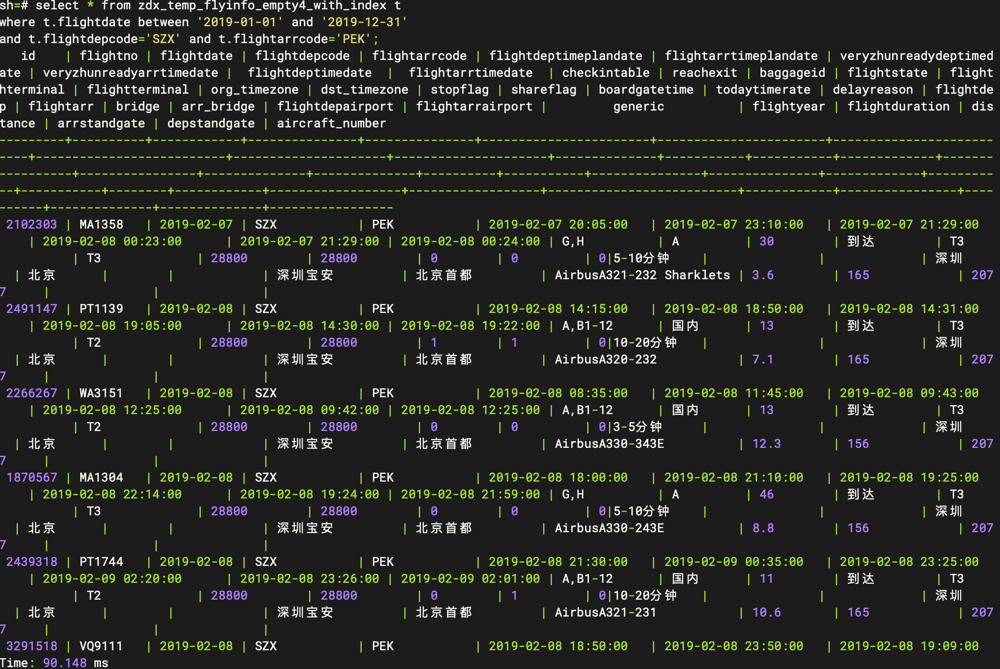 sh=# select * from zdx_temp_flyinfo_empty4_with_index t
where t.flightdate between '2019-01-01' and '2019-12-31'
and t.flightdepcode='SZX' and t.flightarrcode='PEK';
id | flightno | flightdate | flightdepcode | flightarrcode | flightdeptimeplandate | flightarrtimeplandate | veryzhunreadydeptimed
ate | veryzhunreadyarrtimedate | flightdeptimedate | flightarrtimedate | checkintable | reachexit | baggageid | flightstate | flight
hterminal | flightterminal | org_timezone | dst_timezone | stopflag | shareflag | boardgatetime | todaytimerate | delayreason | flightde
p | flightarr | bridge | arr_bridge | flightdepairport | flightarrairport | generic | flightyear | flightduration | dis
tance | arrstandgate | depstandgate | aircraft_number
---------+----------+------------+---------------+---------------+-----------------------+-----------------------+----------------------
----+--------------------------+---------------------+---------------------+--------------+-----------+-----------+-------------+-------
----------+----------------+--------------+--------------+----------+-----------+---------------+---------------+-------------+---------
--+-----------+--------+------------+------------------+------------------+--------------------------+------------+----------------+----
------+--------------+--------------+-----------------
2102303 | MA1358 | 2019-02-07 | SZX | PEK | 2019-02-07 20:05:00 | 2019-02-07 23:10:00 | 2019-02-07 21:29:00
| 2019-02-08 00:23:00 | 2019-02-07 21:29:00 | 2019-02-08 00:24:00 | G,H | A | 30 | 到达 | T3
| T3 | 28800 | 28800 | 0 | 0 | 0|5-10分钟 | | | 深圳
| 北京 | | | 深圳宝安 | 北京首都 | AirbusA321-232 Sharklets | 3.6 | 165 | 207
7 | | |
2491147 | PT1139 | 2019-02-08 | SZX | PEK | 2019-02-08 14:15:00 | 2019-02-08 18:50:00 | 2019-02-08 14:31:00
| 2019-02-08 19:05:00 | 2019-02-08 14:30:00 | 2019-02-08 19:22:00 | A,B1-12 | 国内 | 13 | 到达 | T3
| T2 | 28800 | 28800 | 1 | 1 | 0|10-20分钟 | | | 深圳
| 北京 | | | 深圳宝安 | 北京首都 | AirbusA320-232 | 7.1 | 165 | 207
7 | | |
2266267 | WA3151 | 2019-02-08 | SZX | PEK | 2019-02-08 08:35:00 | 2019-02-08 11:45:00 | 2019-02-08 09:43:00
| 2019-02-08 12:25:00 | 2019-02-08 09:42:00 | 2019-02-08 12:25:00 | A,B1-12 | 国内 | 13 | 到达 | T3
| T2 | 28800 | 28800 | 0 | 0 | 0|3-5分钟 | | | 深圳
| 北京 | | | 深圳宝安 | 北京首都 | AirbusA330-343E | 12.3 | 156 | 207
7 | | |
1870567 | MA1304 | 2019-02-08 | SZX | PEK | 2019-02-08 18:00:00 | 2019-02-08 21:10:00 | 2019-02-08 19:25:00
| 2019-02-08 22:14:00 | 2019-02-08 19:24:00 | 2019-02-08 21:59:00 | G,H | A | 46 | 到达 | T3
| T3 | 28800 | 28800 | 0 | 0 | 0|5-10分钟 | | | 深圳
| 北京 | | | 深圳宝安 | 北京首都 | AirbusA330-243E | 8.8 | 156 | 207
7 | | |
2439318 | PT1744 | 2019-02-08 | SZX | PEK | 2019-02-08 21:30:00 | 2019-02-09 00:35:00 | 2019-02-08 23:25:00
| 2019-02-09 02:20:00 | 2019-02-08 23:26:00 | 2019-02-09 02:01:00 | A,B1-12 | 国内 | 11 | 到达 | T3
| T2 | 28800 | 28800 | 0 | 1 | 0|10-20分钟 | | | 深圳
| 北京 | | | 深圳宝安 | 北京首都 | AirbusA321-231 | 10.6 | 165 | 207
7 | | |
3291518 | VQ9111 | 2019-02-08 | SZX | PEK | 2019-02-08 18:50:00 | 2019-02-08 23:50:00 | 2019-02-08 19:09:00
Time: 90.148 ms